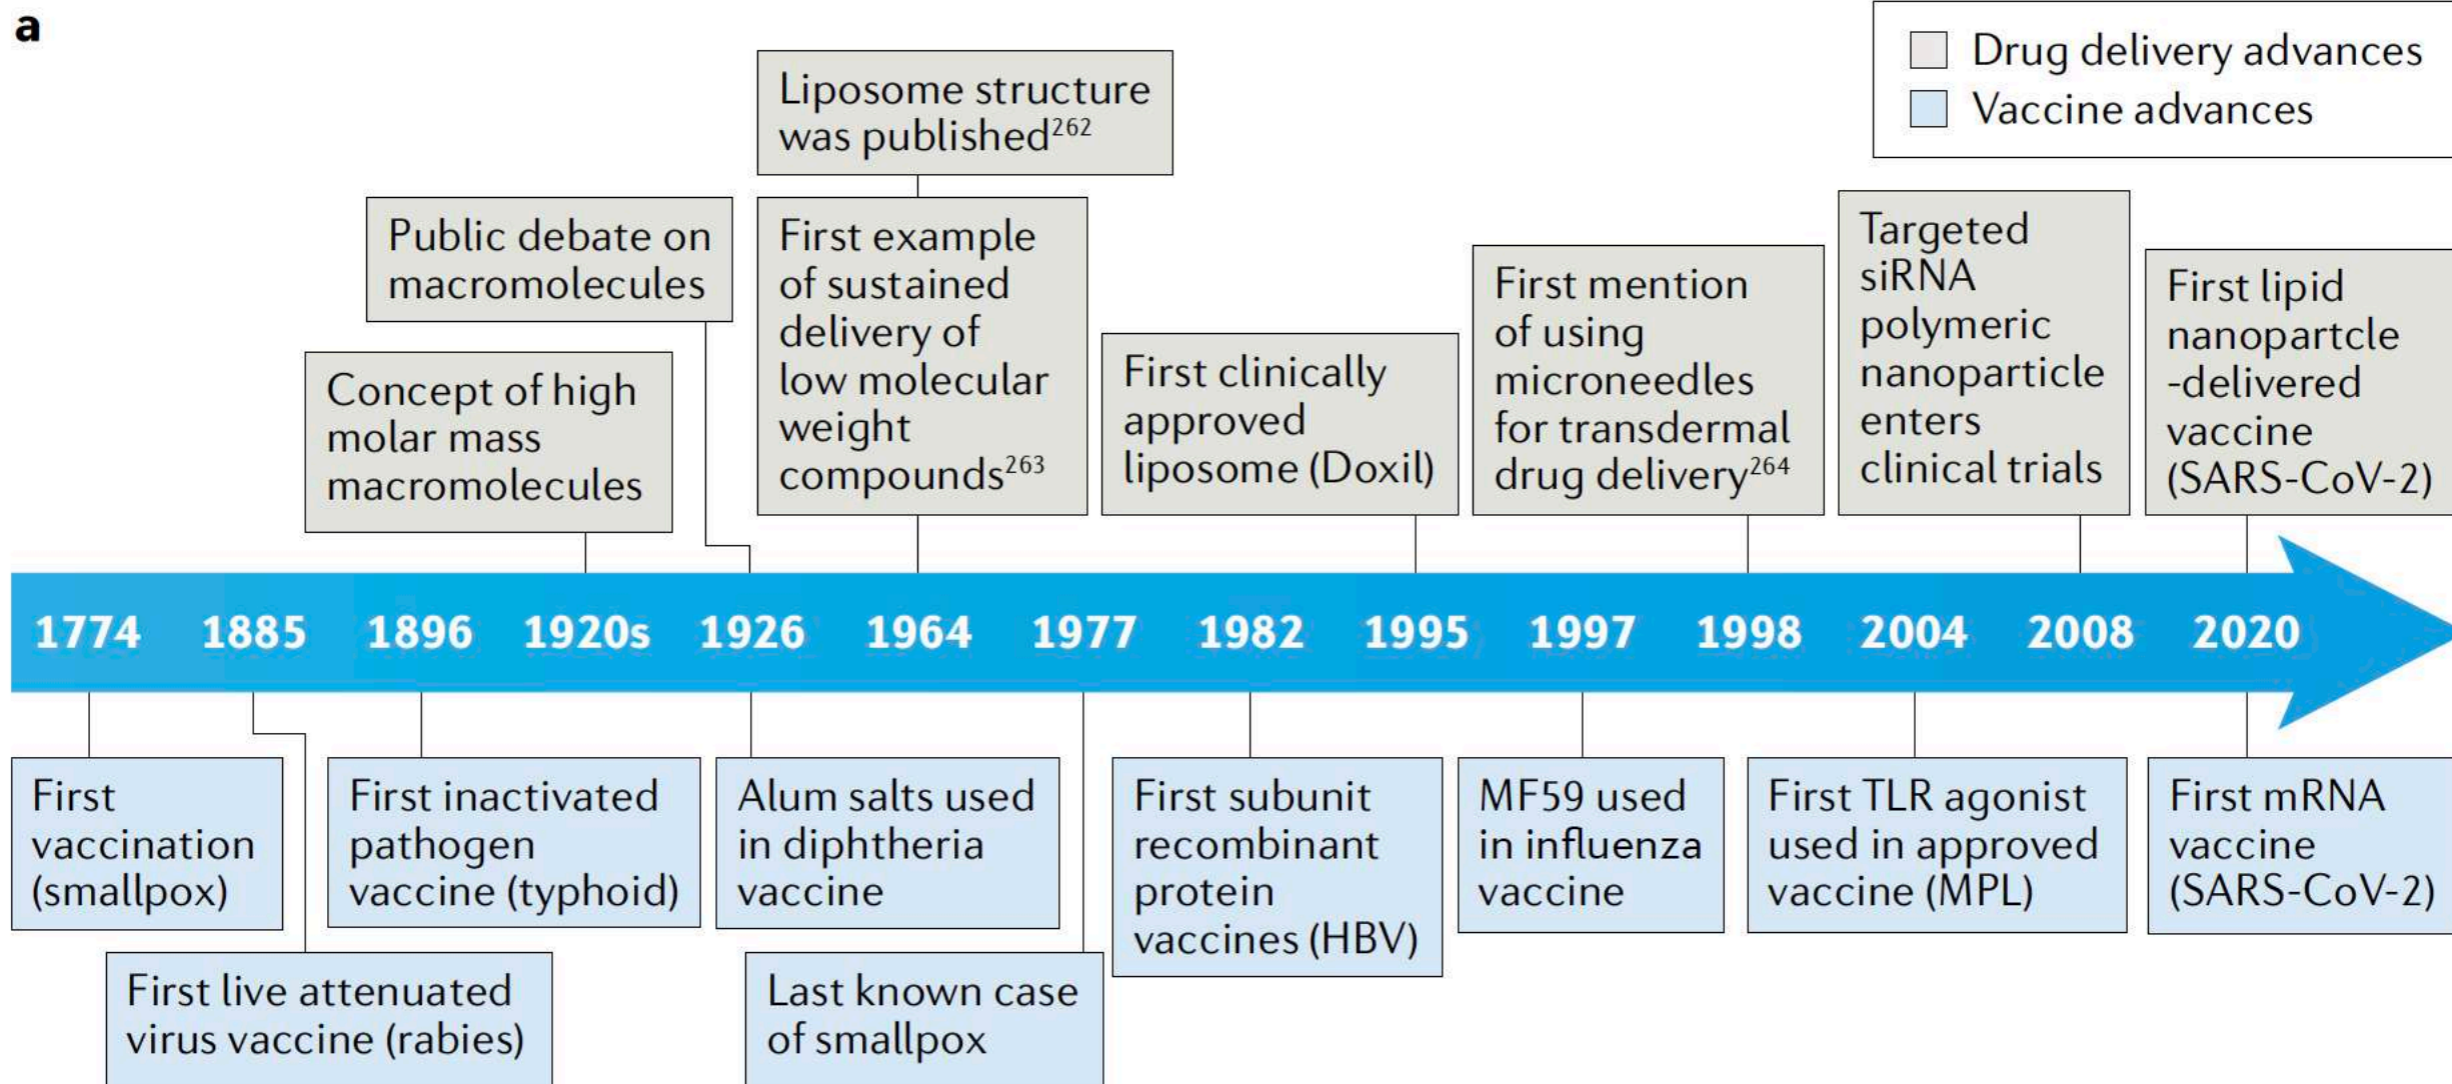 a
Drug delivery advances
Vaccine advances
Liposome structure
was published262
Public debate on
macromolecules
First example
of sustained
delivery of
low molecular
weight
compounds263
Concept of high
molar mass
macromolecules
First clinically
approved
liposome (Doxil)
First mention
of using
microneedles
for transdermal
drug delivery264
Targeted
siRNA
polymeric
nanoparticle
enters
clinical trials
First lipid
nanopartcle
-delivered
vaccine
(SARS-CoV-2)
1774 1885 1896 1920s 1926 1964 1977 1982 1995 1997 1998 2004 2008 2020
First
vaccination
(smallpox)
First live attenuated
virus vaccine (rabies)
First inactivated
pathogen
vaccine (typhoid)
Alum salts used
in diphtheria
vaccine
Last known case
of smallpox
First subunit
recombinant
protein
vaccines (HBV)
MF59 used
in influenza
vaccine
First TLR agonist
used in approved
vaccine (MPL)
First mRNA
vaccine
(SARS-CoV-2)